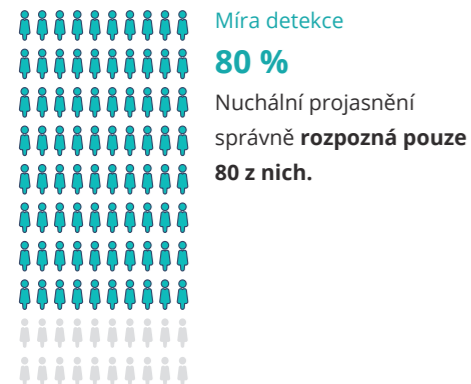 Míra detekce
80 %
Nuchální projasnění
správně rozpozná pouze
80 z nich.